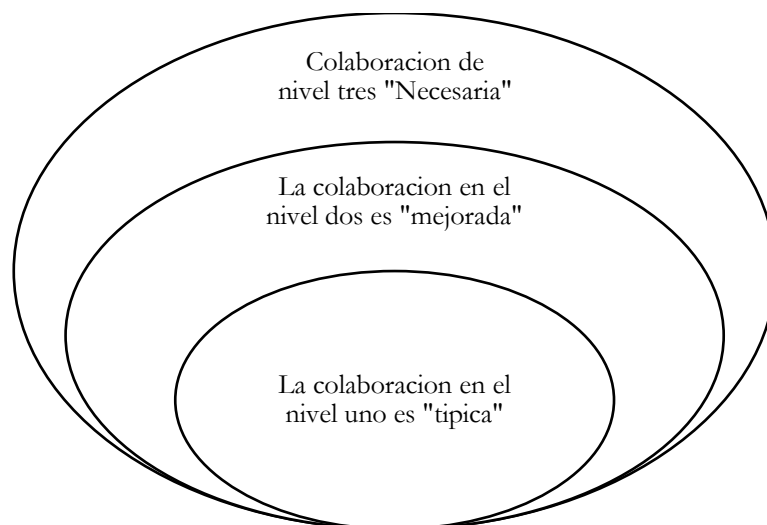 Colaboracion de
nivel tres "Necesaria"
La colaboracion en el
nivel dos es "mejorada"
La colaboracion en el
nivel uno es "tipica"